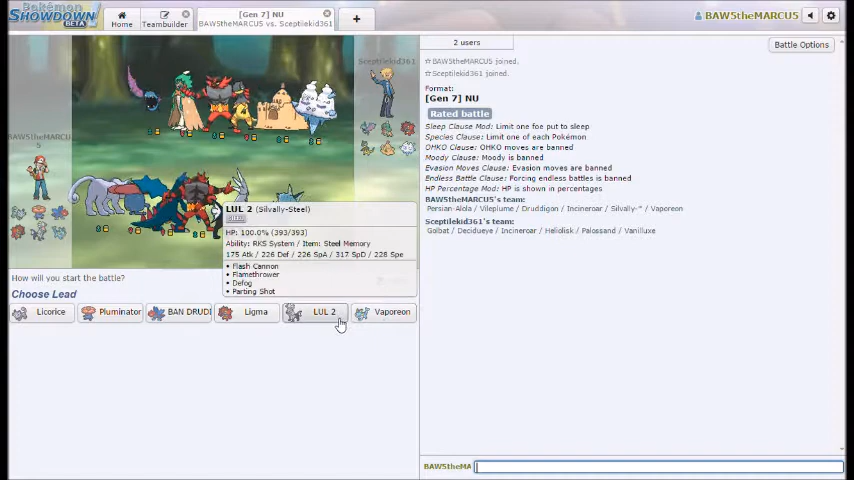 Pokémon
SHOWDOWN!
BETA
Home
Teambuilder
[Gen 7] NU
BAW5theMARCUS vs. Sceptilekid361
+
BAW5theMARCUS
2 users
Battle Options
☆BAW5theMARCUS joined.
☆Sceptilekid361 joined.
Format:
[Gen 7] NU
Rated battle
Sleep Clause Mod: Limit one foe put to sleep
Species Clause: Limit one of each Pokémon
OHKO Clause: OHKO moves are banned
Moody Clause: Moody is banned
Evasion Moves Clause: Evasion moves are banned
Endless Battle Clause: Forcing endless battles is banned
HP Percentage Mod: HP is shown in percentages
BAW5theMARCUS's team:
Persian-Alola / Vileplume / Druddigon / Incineroar / Silvally-* / Vaporeon
Sceptilekid361's team:
Golbat / Decidueye / Incineroar / Heliolisk / Palossand / Vanilluxe
Sceptilekid361
BAW5theMARCU
S
LUL 2 (Silvally-Steel)
STEEL
HP: 100.0% (393/393)
Ability: RKS System / Item: Steel Memory
175 Atk / 226 Def / 226 SpA / 317 SpD / 228 Spe
• Flash Cannon
• Flamethrower
• Defog
• Parting Shot
How will you start the battle?
Choose Lead
Licorice
Pluminator
BAN DRUDI
Ligma
LUL 2
Vaporeon
BAW5theMA